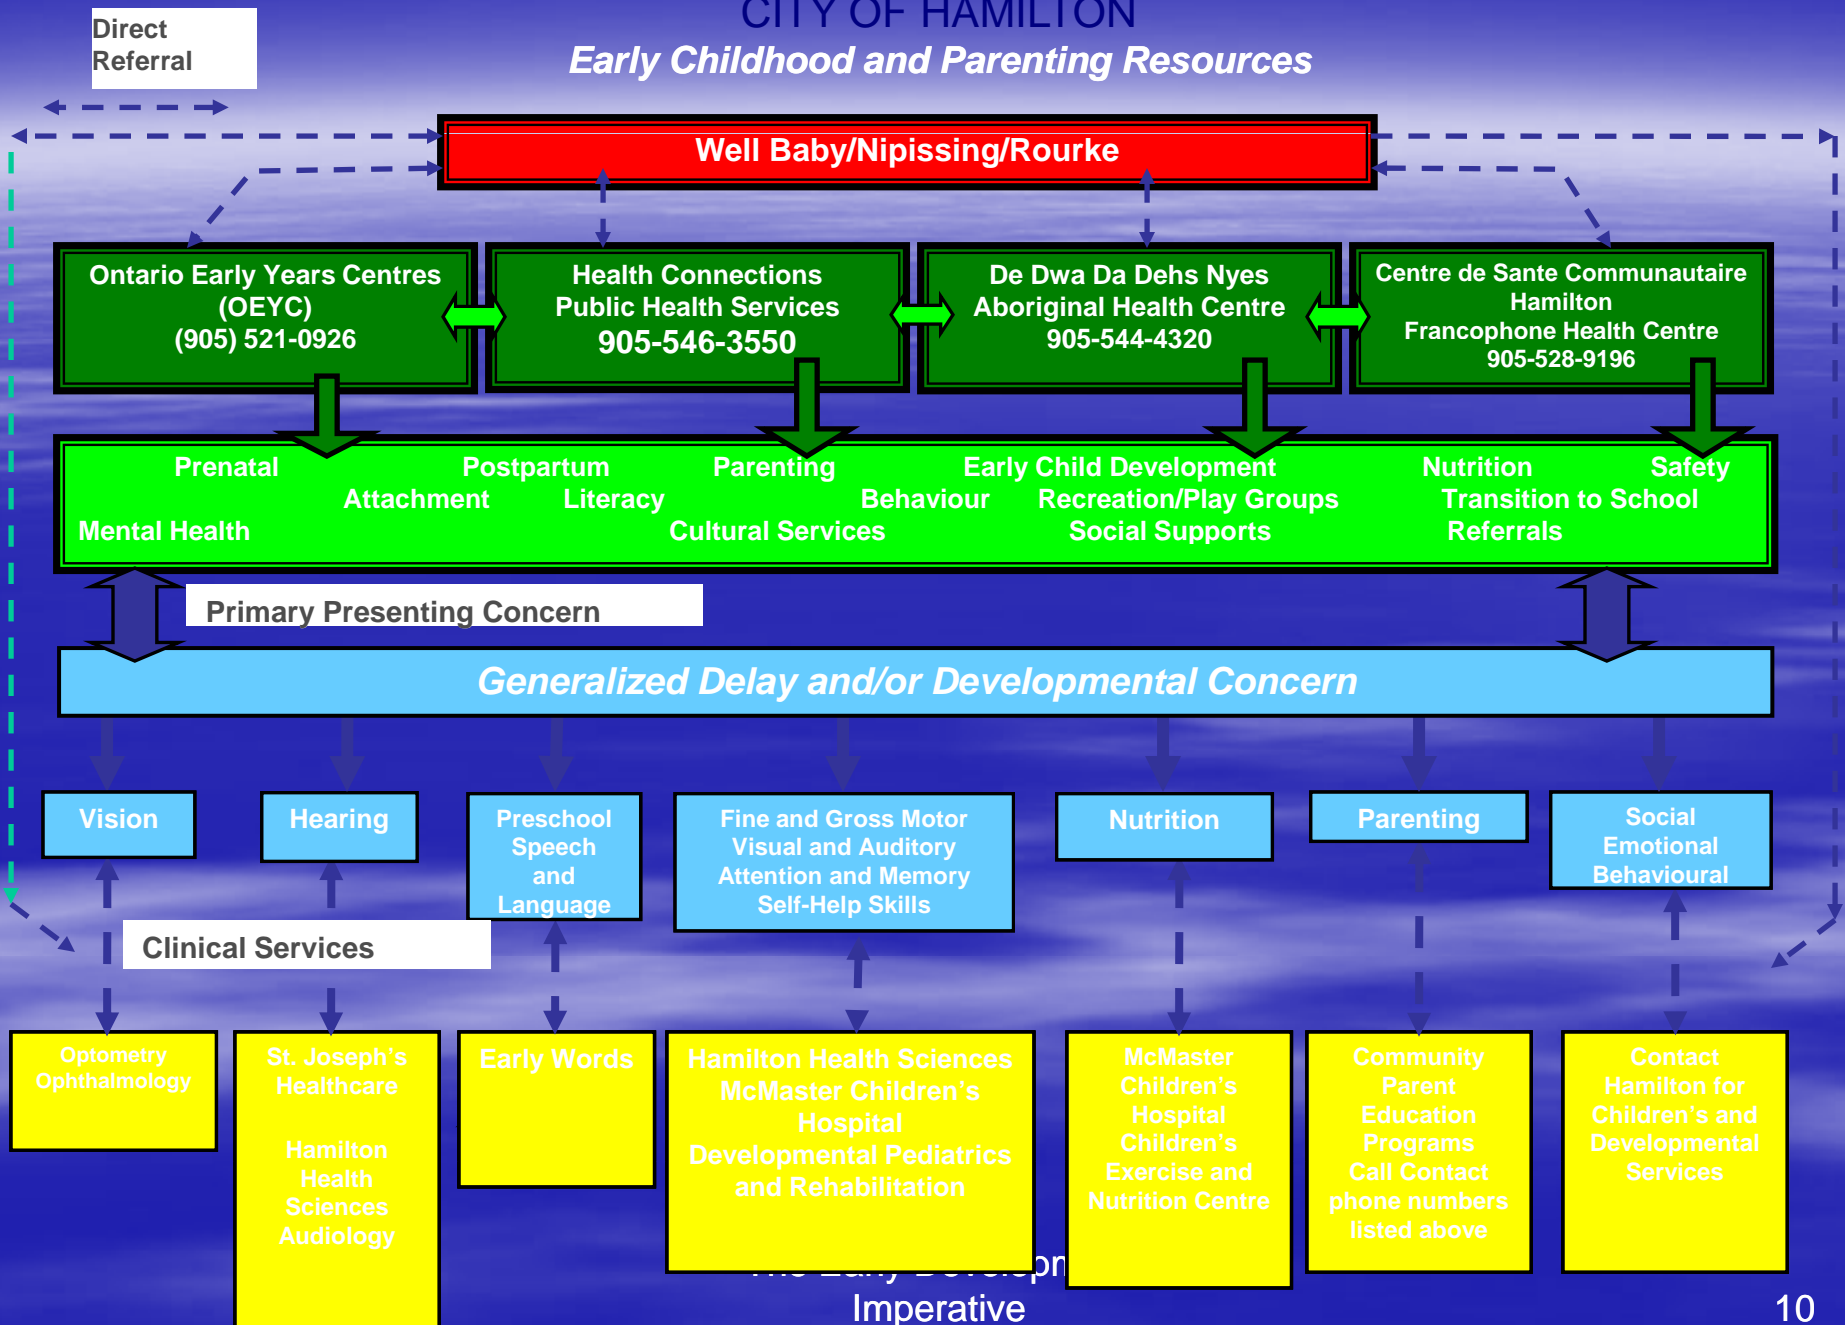 Direct
Referral
CITY OF HAMILTON
Early Childhood and Parenting Resources
Well Baby/Nipissing/Rourke
Ontario Early Years Centres
(OEYC)
(905) 521-0926
Health Connections
Public Health Services
905-546-3550
De Dwa Da Dehs Nyes
Aboriginal Health Centre
905-544-4320
Centre de Sante Communautaire
Hamilton
Francophone Health Centre
905-528-9196
Prenatal Postpartum Parenting Early Child Development Nutrition Safety
Attachment Literacy Behaviour Recreation/Play Groups Transition to School
Mental Health Cultural Services Social Supports Referrals
Primary Presenting Concern
Generalized Delay and/or Developmental Concern
Vision
Hearing
Preschool
Speech
and
Language
Fine and Gross Motor
Visual and Auditory
Attention and Memory
Self-Help Skills
Nutrition
Parenting
Social
Emotional
Behavioural
Clinical Services
Optometry
Ophthalmology
St. Joseph's
Healthcare
Hamilton
Health
Sciences
Audiology
Early Words
Hamilton Health Sciences
McMaster Children's
Hospital
Developmental Pediatrics
and Rehabilitation
McMaster
Children's
Hospital
Children's
Exercise and
Nutrition Centre
Community
Parent
Education
Programs
Call Contact
phone numbers
listed above
Contact
Hamilton for
Children's and
Developmental
Services
The Early
Imperative
10